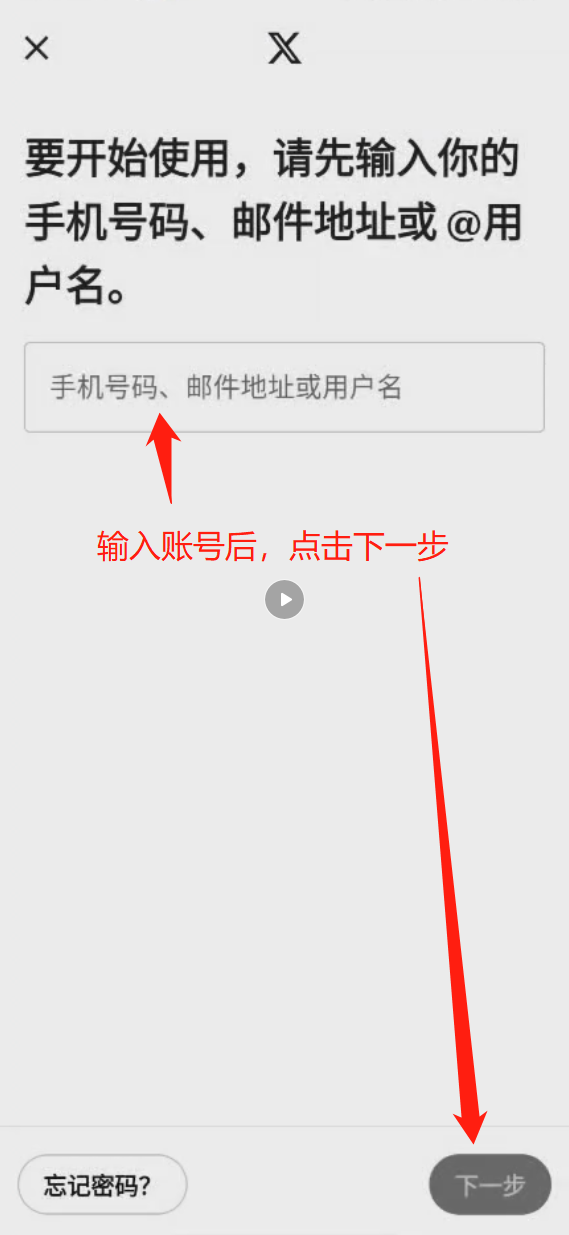 要开始使用，请先输入你的
手机号码、邮件地址或 @用
户名。
手机号码、邮件地址或用户名
输入账号后，点击下一步
忘记密码？
下一步